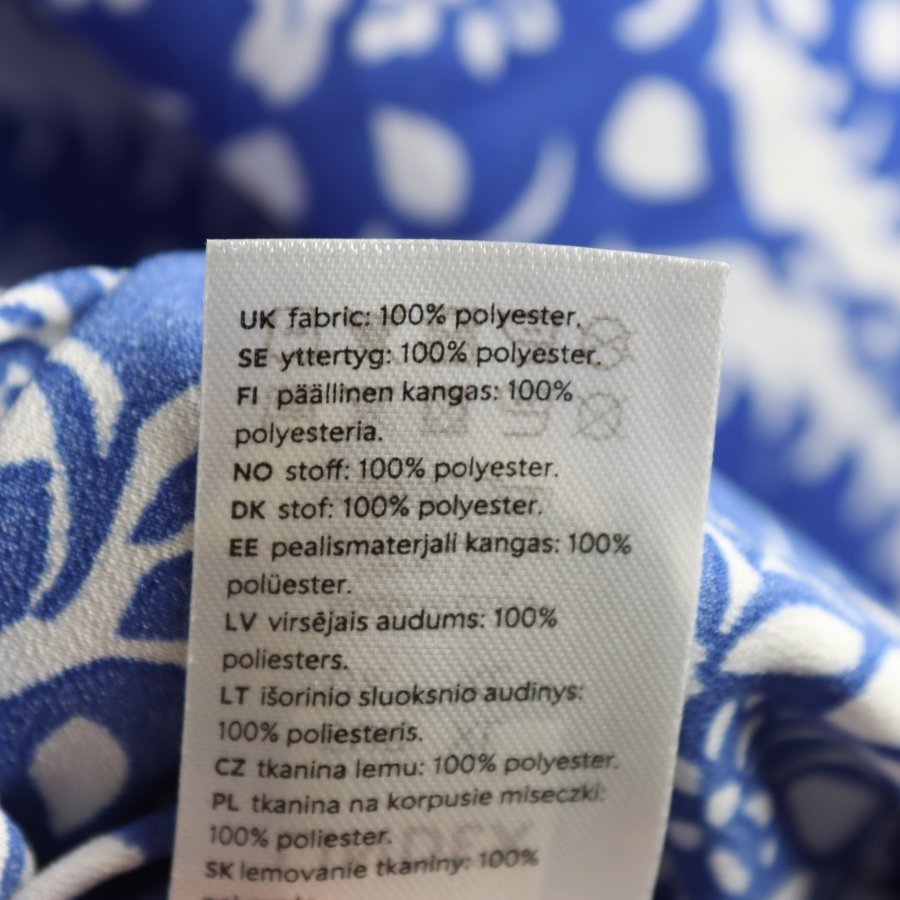 UK fabric: 100% polyester.
SE yttertyg: 100% polyester.
FI päällinen kangas: 100%
polyesteria.
NO stoff: 100% polyester.
DK stof: 100% polyester.
EE pealismaterjali kangas: 100%
polüester.
LV virsējais audums: 100%
poliesters.
LT išorinio sluoksnio audinys:
100% poliesteris.
CZ tkanina lemu: 100% polyester.
PL tkanina na korpusie miseczki:
100% poliester.
SK lemovanie tkaniny: 100%